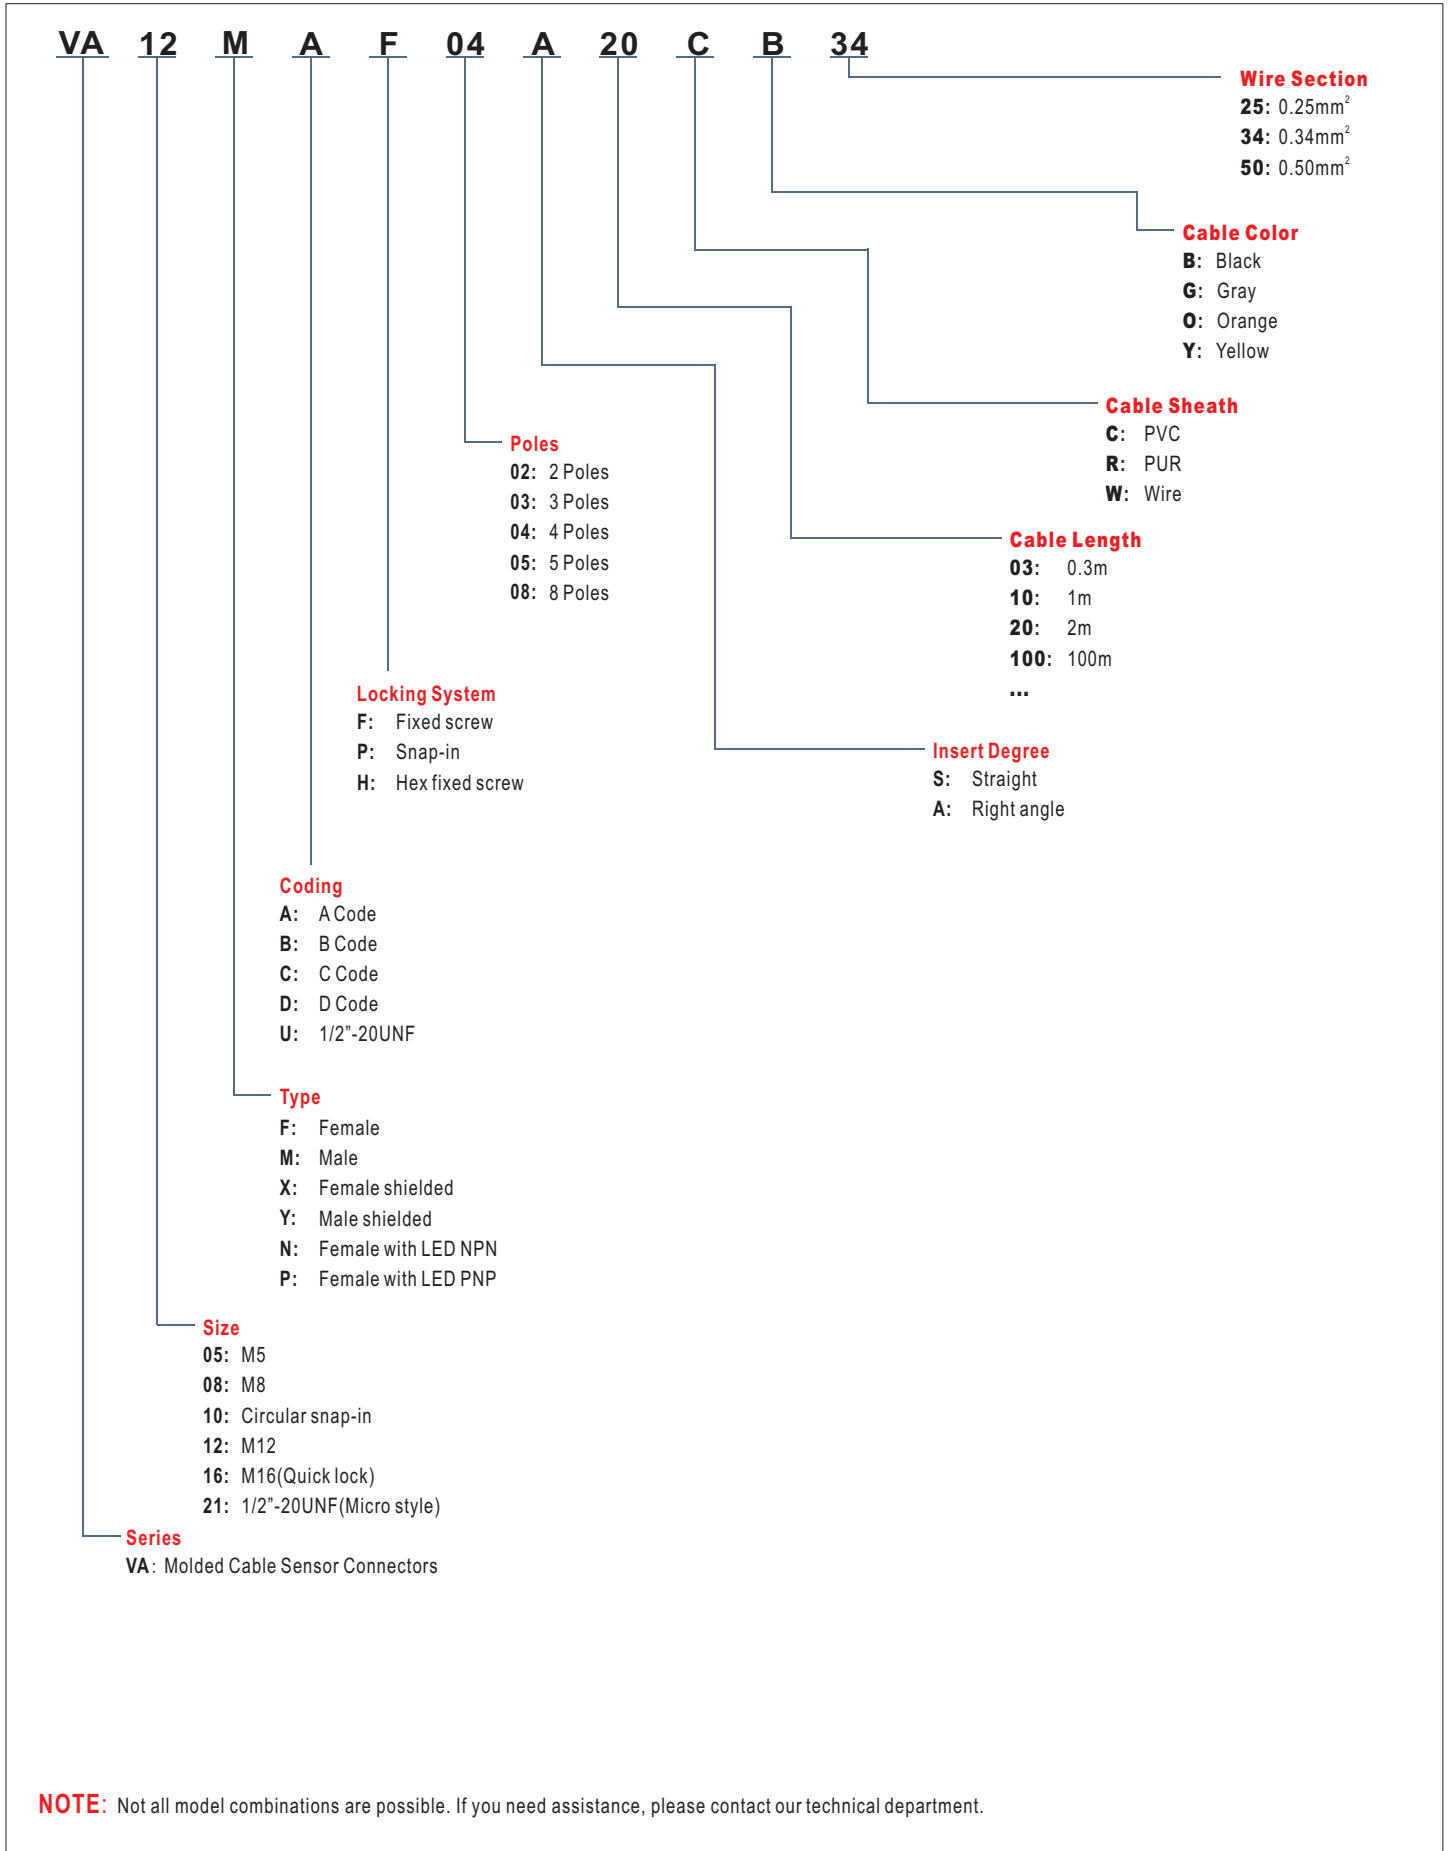 VA 12 M A F 04 A 20 C B 34
Wire Section
25: 0.25mm²
34: 0.34mm²
50: 0.50mm²
Cable Color
B: Black
G: Gray
O: Orange
Y: Yellow
Cable Sheath
C: PVC
R: PUR
W: Wire
Poles
02: 2 Poles
03: 3 Poles
04: 4 Poles
05: 5 Poles
08: 8 Poles
Cable Length
03: 0.3m
10: 1m
20: 2m
100: 100m
...
Locking System
F: Fixed screw
P: Snap-in
H: Hex fixed screw
Insert Degree
S: Straight
A: Right angle
Coding
A: A Code
B: B Code
C: C Code
D: D Code
U: 1/2”-20UNF
Type
F: Female
M: Male
X: Female shielded
Y: Male shielded
N: Female with LED NPN
P: Female with LED PNP
Size
05: M5
08: M8
10: Circular snap-in
12: M12
16: M16(Quick lock)
21: 1/2”-20UNF(Micro style)
Series
VA: Molded Cable Sensor Connectors
NOTE: Not all model combinations are possible. If you need assistance, please contact our technical department.